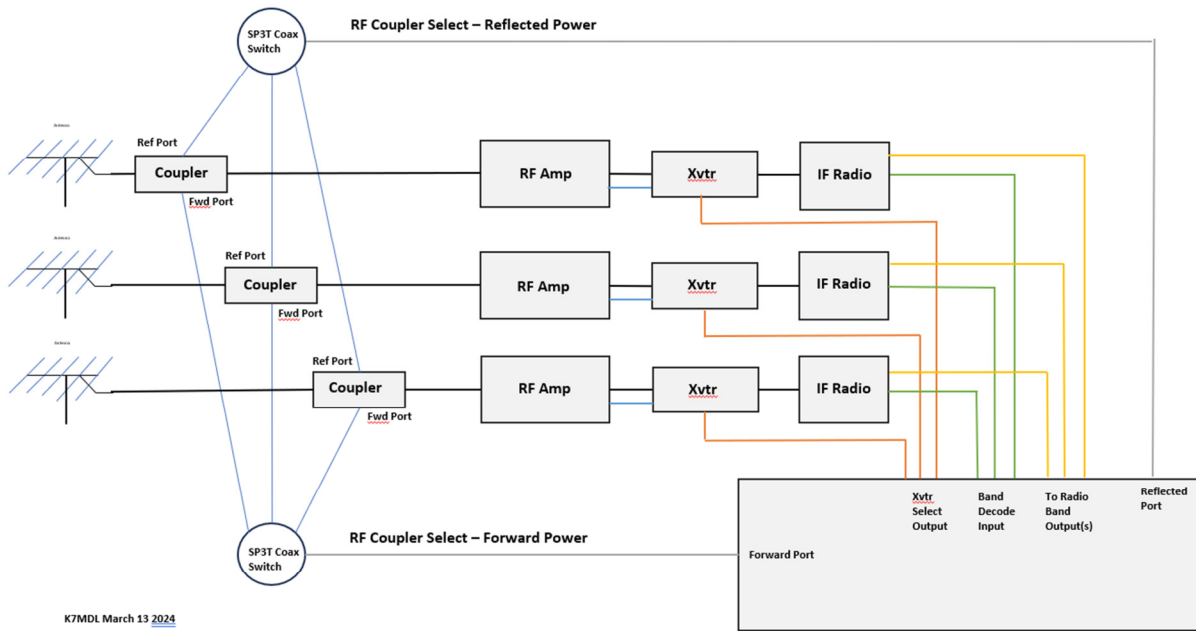 RF Coupler Select – Reflected Power
SP3T Coax
Switch
Antenna
Ref Port
Coupler
Fwd Port
RF Amp
Xvtr
IF Radio
Antenna
Ref Port
Coupler
Fwd Port
RF Amp
Xvtr
IF Radio
Antenna
Ref Port
Coupler
Fwd Port
RF Amp
Xvtr
IF Radio
Xvtr
Select
Output
Band
Decode
Input
To Radio
Band
Output(s)
Reflected
Port
RF Coupler Select – Forward Power
SP3T Coax
Switch
Forward Port
K7MDL March 13 2024